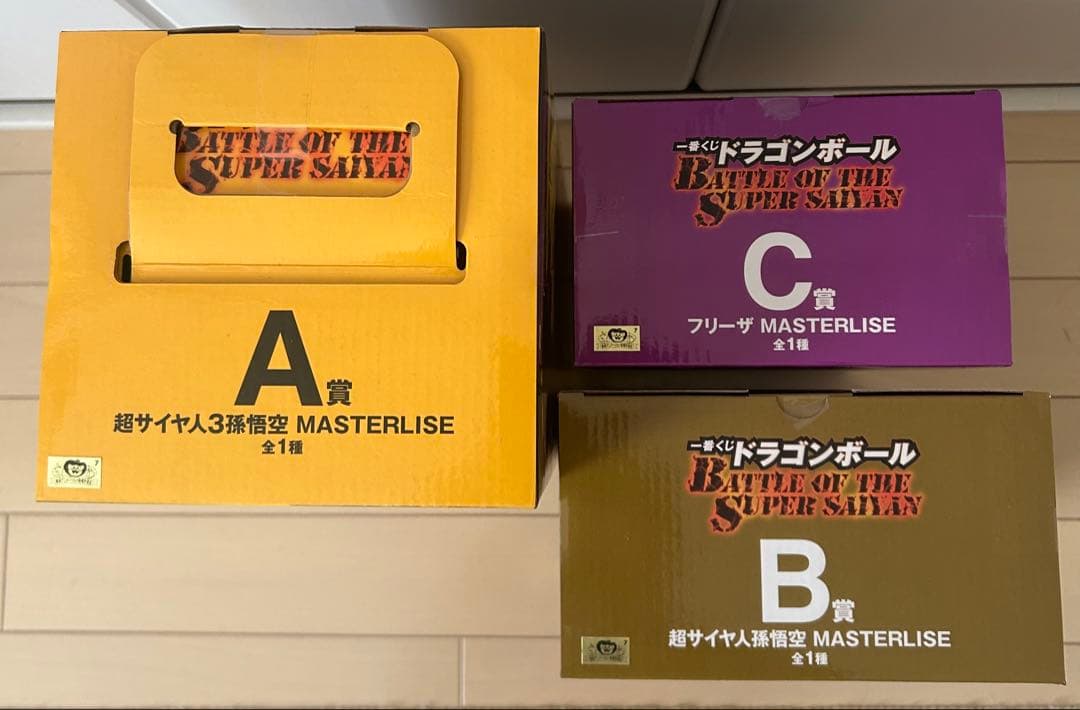 BATTLE OF THE
SUPER SAIYAN
A賞
超サイヤ人3孫悟空 MASTERLISE
全1種
一番くじ ドラゴンボール
BATTLE OF THE
SUPER SAIYAN
C賞
フリーザ MASTERLISE
全1種
一番くじ ドラゴンボール
BATTLE OF THE
SUPER SAIYAN
B賞
超サイヤ人孫悟空 MASTERLISE
全1種